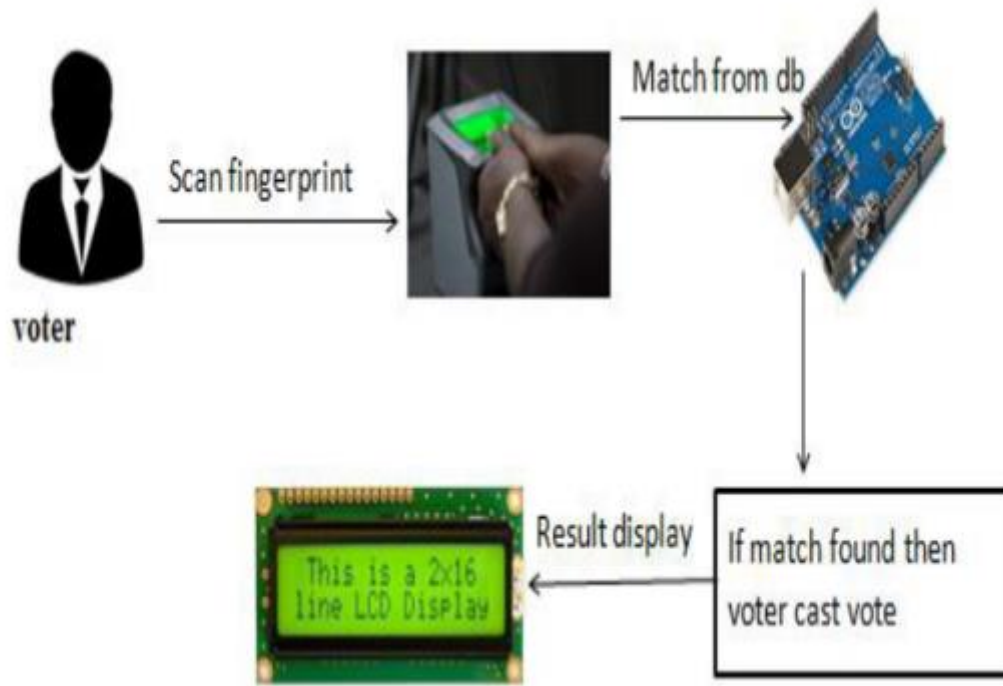 Match from db
Scan fingerprint
voter
Result display
If match found then
voter cast vote
This is a 2x16
line LCD Display